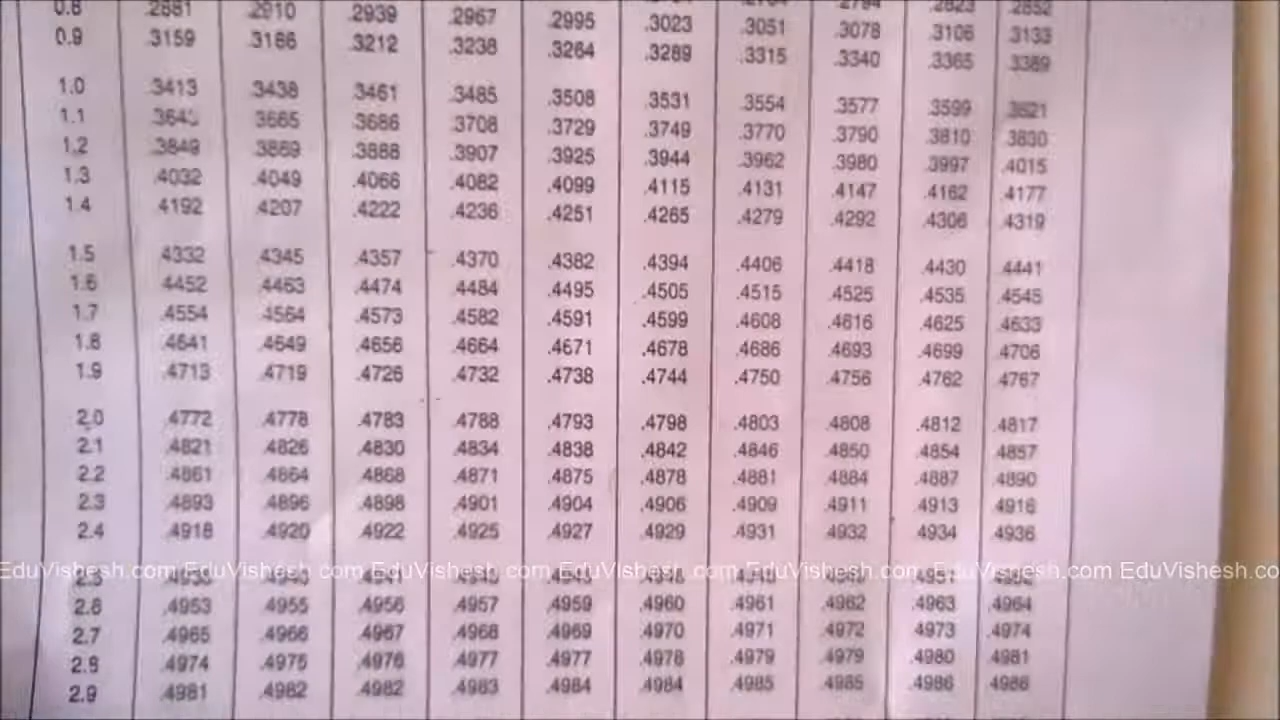 0.8 .2881 .2910 .2939 .2967 .2995 .2823 .2852
0.9 .3159 .3186 .3212 .3238 .3264 .3023 .3051 .3078 .3106 .3133
.3289 .3315 .3340 .3365 .3389
1.0 .3413 .3438 .3461 .3485 .3508 .3531 .3554 .3577 .3599 .3621
1.1 .3665 .3686 .3708 .3729 .3749 .3770 .3790 .3810 .3830
1.2 .3849 .3869 .3888 .3907 .3925 .3944 .3962 .3980 .3997 .4015
1.3 .4032 .4049 .4066 .4082 .4099 .4115 .4131 .4147 .4162 .4177
1.4 .4192 .4207 .4222 .4236 .4251 .4265 .4279 .4292 .4306 .4319
1.5 .4332 .4345 .4357 .4370 .4382 .4394 .4406 .4418 .4430 .4441
1.6 .4452 .4463 .4474 .4484 .4495 .4505 .4515 .4525 .4535 .4545
1.7 .4554 .4564 .4573 .4582 .4591 .4599 .4608 .4616 .4625 .4633
1.8 .4641 .4649 .4656 .4664 .4671 .4678 .4686 .4693 .4699 .4706
1.9 .4713 .4719 .4726 .4732 .4738 .4744 .4750 .4756 .4762 .4767
2.0 .4772 .4778 .4783 .4788 .4793 .4798 .4803 .4808 .4812 .4817
2.1 .4821 .4826 .4830 .4834 .4838 .4842 .4846 .4850 .4854 .4857
2.2 .4861 .4864 .4868 .4871 .4875 .4878 .4881 .4884 .4887 .4890
2.3 .4893 .4896 .4898 .4901 .4904 .4906 .4909 .4911 .4913 .4916
2.4 .4918 .4920 .4922 .4925 .4927 .4929 .4931 .4932 .4934 .4936
EduVishesh.com EduVishesh.com EduVishesh.com EduVishesh.com EduVishesh.com EduVishesh.com EduVishesh.co
2.6 .4953 .4955 .4956 .4957 .4959 .4960 .4961 .4962 .4963 .4964
2.7 .4965 .4966 .4967 .4968 .4969 .4970 .4971 .4972 .4973 .4974
2.8 .4974 .4975 .4976 .4977 .4977 .4978 .4979 .4979 .4980 .4981
2.9 .4981 .4982 .4982 .4983 .4984 .4984 .4985 .4985 .4986 .4986